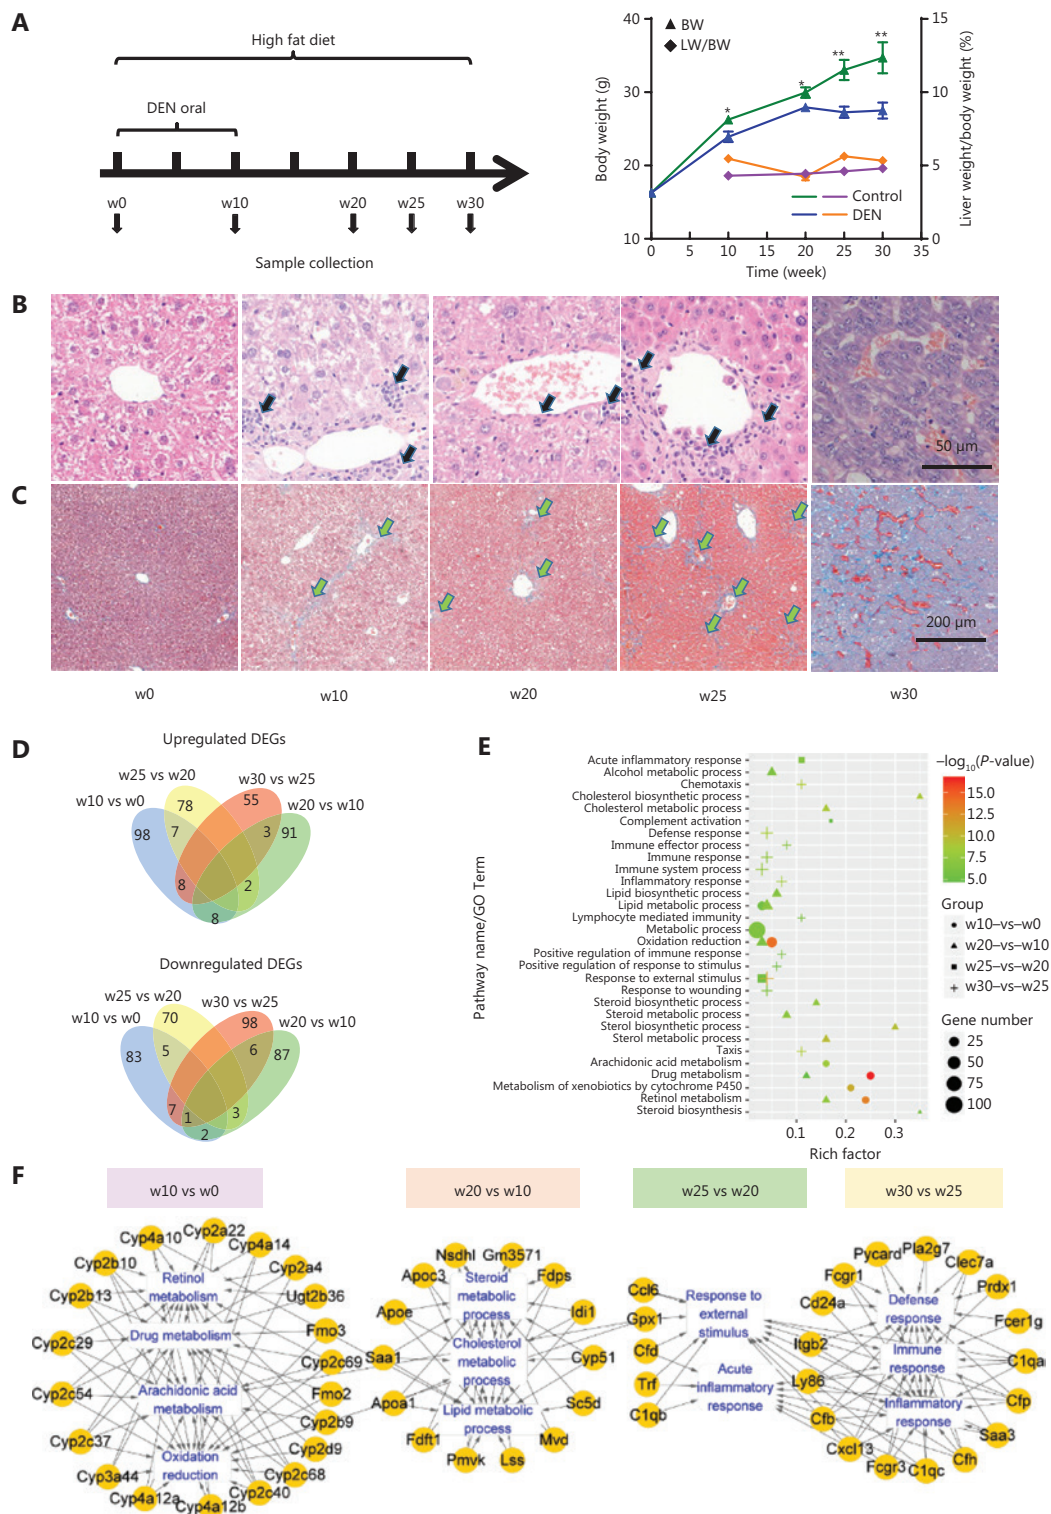 A
High fat diet
DEN oral
w0
w10
w20
w25
w30
Sample collection
40
30
20
10
Body weight (g)
BW
LW/BW
*
*
**
**
Control
DEN
15
10
5
0
Liver weight/body weight (%)
0
5
10
15
20
25
30
35
Time (week)
B
50 μm
C
200 μm
w0
w10
w20
w25
w30
D
Upregulated DEGs
w25 vs w20
w30 vs w25
w10 vs w0
w20 vs w10
78
55
98
7
3
91
8
2
8
Downregulated DEGs
w25 vs w20
w30 vs w25
w10 vs w0
w20 vs w10
70
98
83
5
6
87
7
1
3
2
E
Pathway name/GO Term
Acute inflammatory response
Alcohol metabolic process
Chemotaxis
Cholesterol biosynthetic process
Cholesterol metabolic process
Complement activation
Defense response
Immune effector process
Immune response
Immune system process
Inflammatory response
Lipid biosynthetic process
Lipid metabolic process
Lymphocyte mediated immunity
Metabolic process
Oxidation reduction
Positive regulation of immune response
Positive regulation of response to stimulus
Response to external stimulus
Response to wounding
Steroid biosynthetic process
Steroid metabolic process
Sterol biosynthetic process
Sterol metabolic process
Taxis
Arachidonic acid metabolism
Drug metabolism
Metabolism of xenobiotics by cytochrome P450
Retinol metabolism
Steroid biosynthesis
0.1
0.2
0.3
Rich factor
−log10(P-value)
15.0
12.5
10.0
7.5
5.0
Group
w10–vs–w0
w20–vs–w10
w25–vs–w20
w30–vs–w25
Gene number
25
50
75
100
F
w10 vs w0
w20 vs w10
w25 vs w20
w30 vs w25
Cyp4a10
Cyp2a22
Cyp4a14
Cyp2b10
Cyp2a4
Cyp2b13
Ugt2b36
Cyp2c29
Fmo3
Cyp2c69
Cyp2c54
Fmo2
Cyp2b9
Cyp2c37
Cyp2d9
Cyp3a44
Cyp2c68
Cyp4a12a
Cyp4a12b
Cyp2c40
Retinol
metabolism
Drug metabolism
Arachidonic acid
metabolism
Oxidation
reduction
Nsdhl
Gm3571
Apoc3
Fdps
Apoe
Idi1
Saa1
Cyp51
Apoa1
Sc5d
Fdft1
Mvd
Pmvk
Lss
Steroid
metabolic
process
Cholesterol
metabolic
process
Lipid metabolic
process
Ccl6
Gpx1
Cfd
Trf
C1qb
Response to
external
stimulus
Acute
inflammatory
response
Pycard
Pla2g7
Clec7a
Fcgr1
Prdx1
Cd24a
Fcer1g
Itgb2
C1qa
Ly86
Cfp
Cfb
Saa3
Cxcl13
Cfh
Fcgr3
C1qc
Defense
response
Immune
response
Inflammatory
response